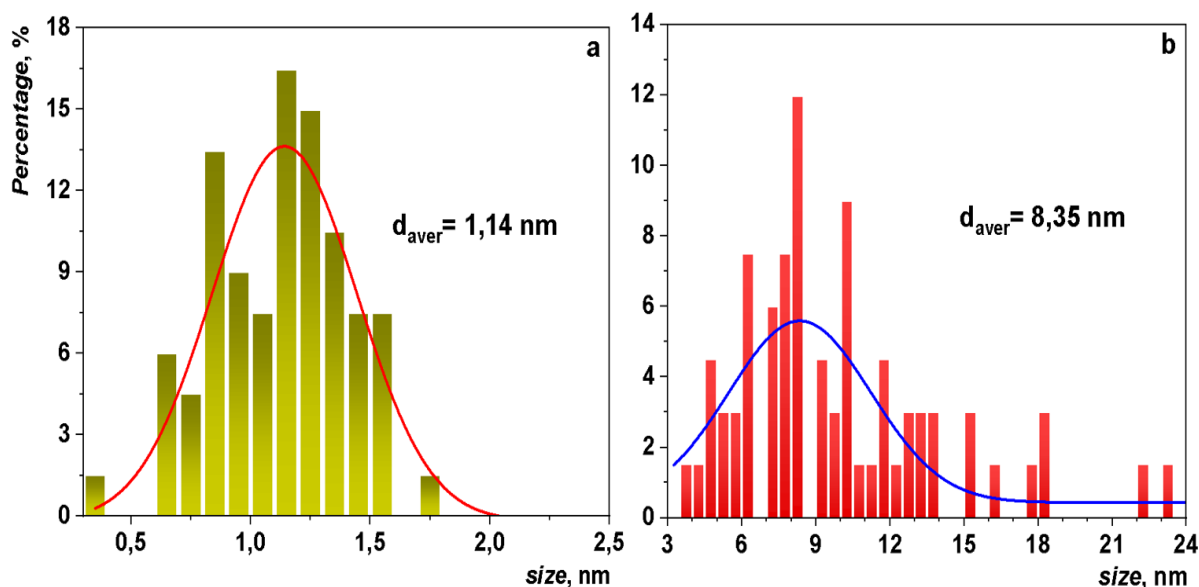 Percentage, %
18
15
12
9
6
3
0
a
d_aver= 1,14 nm
0,5 1,0 1,5 2,0 2,5
size, nm
14
12
10
8
6
4
2
0
b
d_aver= 8,35 nm
3 6 9 12 15 18 21 24
size, nm